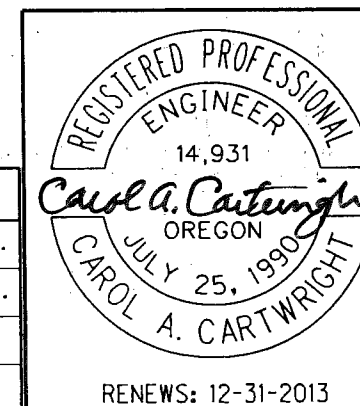 REGISTERED PROFESSIONAL
ENGINEER
14,931
Carol A. Cartwright
OREGON
JULY 25, 1990
CAROL A. CARTWRIGHT
RENEWS: 12-31-2013